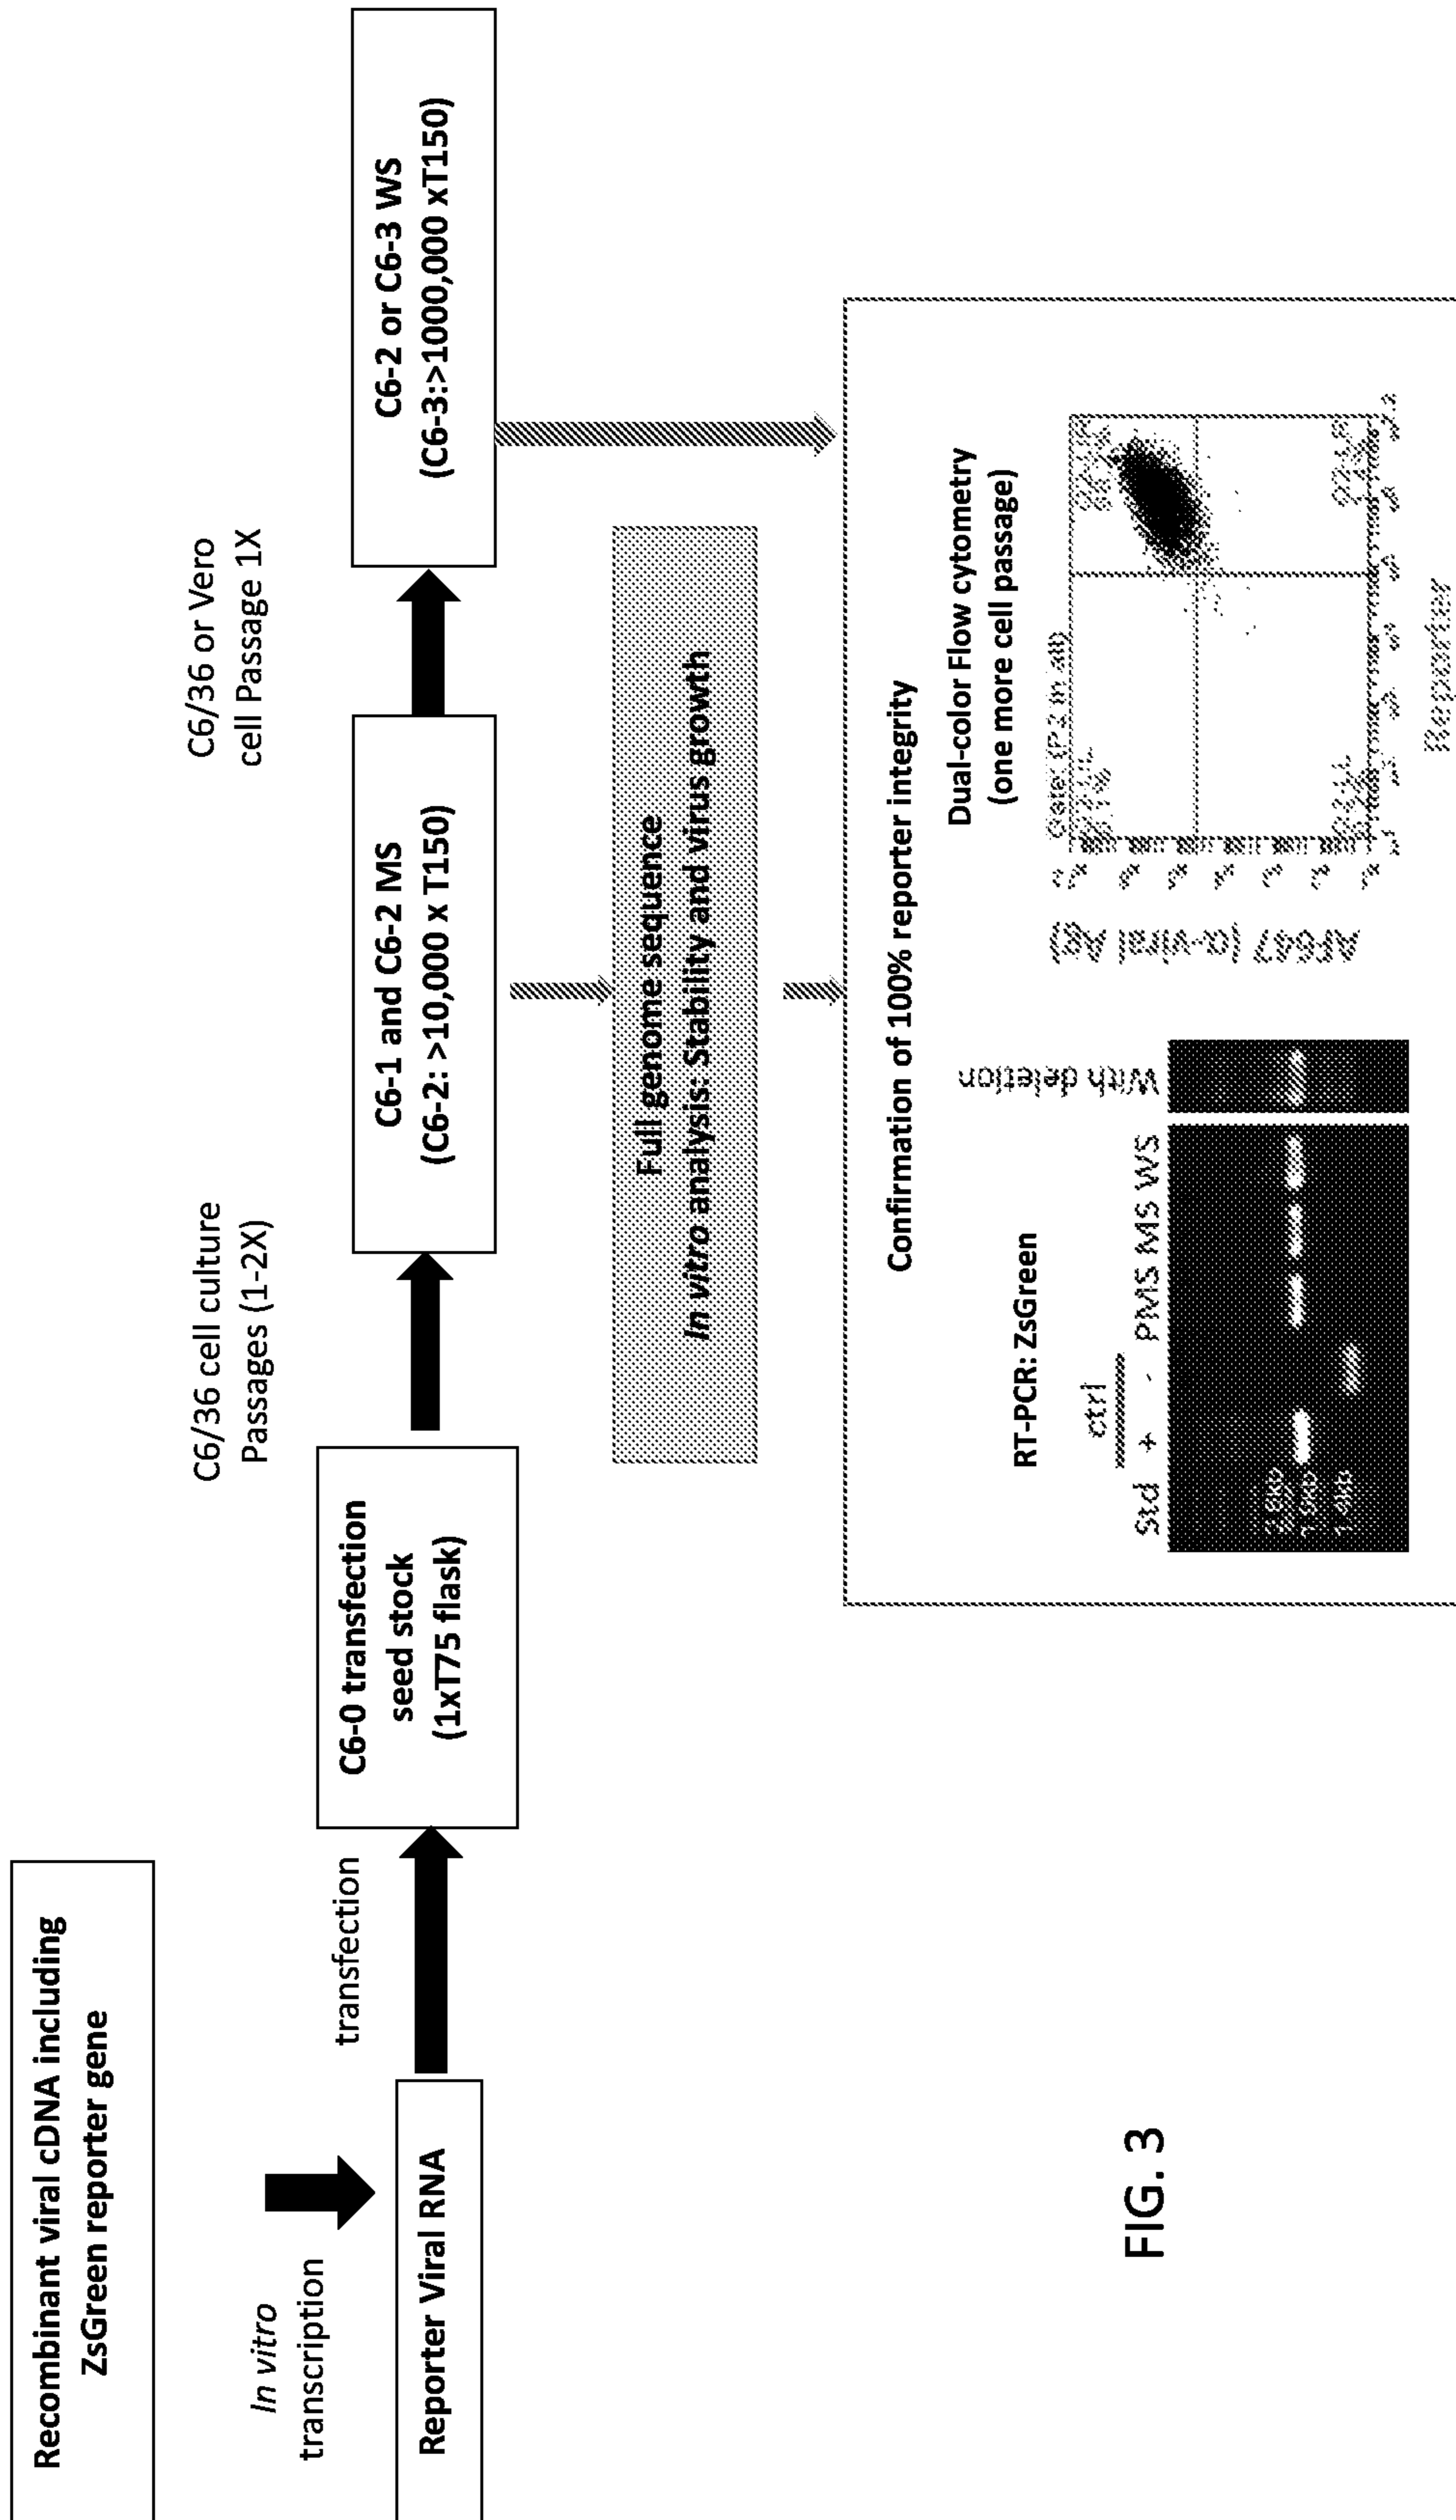 Recombinant viral cDNA including
ZsGreen reporter gene
In vitro
transcription
Reporter Viral RNA
transfection
C6-0 transfection
seed stock
(1xT75 flask)
C6/36 cell culture
Passages (1-2X)
C6-1 and C6-2 MS
(C6-2: >10,000 x T150)
C6/36 or Vero
cell Passage 1X
C6-2 or C6-3 WS
(C6-3:>1000,000 xT150)
Full genome sequence
In vitro analysis: Stability and virus growth
Confirmation of 100% reporter integrity
RT-PCR: ZsGreen
ctrl
Std + - PMS MS WS
With deletion
Dual-color Flow cytometry
(one more cell passage)
Gate: (P2 in all)
AF647 (α-viral Ag)
Reporter
FIG. 3